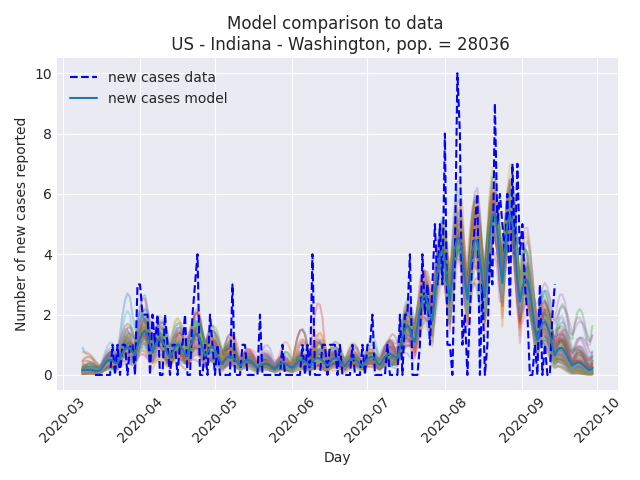 Model comparison to data
US - Indiana - Washington, pop. = 28036
new cases data
new cases model
Number of new cases reported
10
8
6
4
2
0
2020-03
2020-04
2020-05
2020-06
2020-07
2020-08
2020-09
2020-10
Day